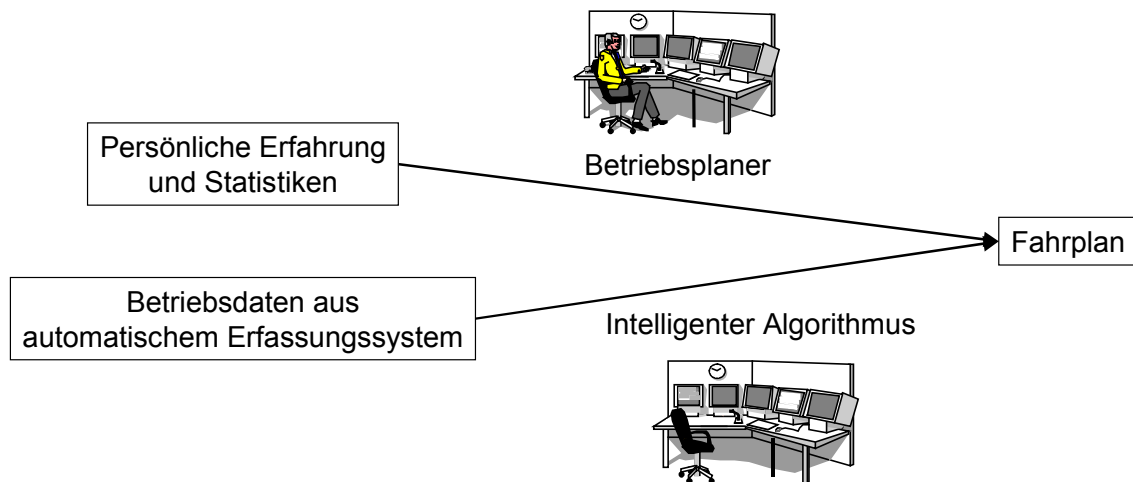 Persönliche Erfahrung
und Statistiken
Betriebsplaner
Fahrplan
Betriebsdaten aus
automatischem Erfassungssystem
Intelligenter Algorithmus